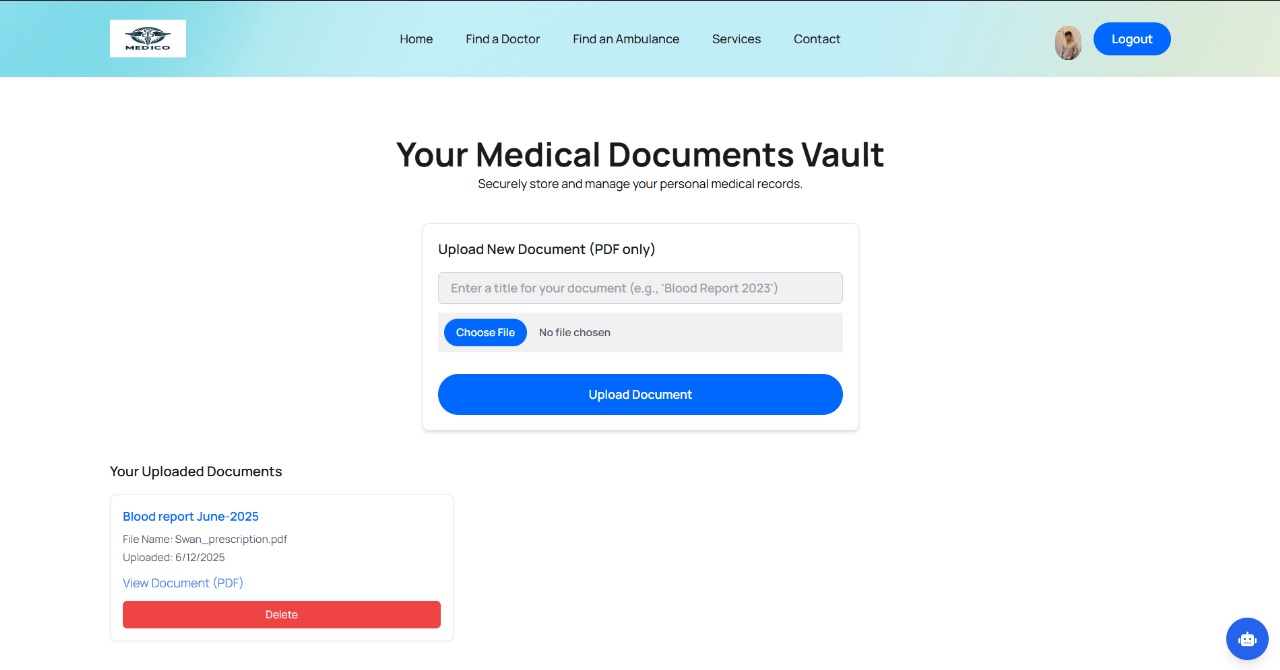 MEDICO
Home Find a Doctor Find an Ambulance Services Contact
Logout
Your Medical Documents Vault
Securely store and manage your personal medical records.
Upload New Document (PDF only)
Enter a title for your document (e.g., 'Blood Report 2023')
Choose File No file chosen
Upload Document
Your Uploaded Documents
Blood report June-2025
File Name: Swan_prescription.pdf
Uploaded: 6/12/2025
View Document (PDF)
Delete